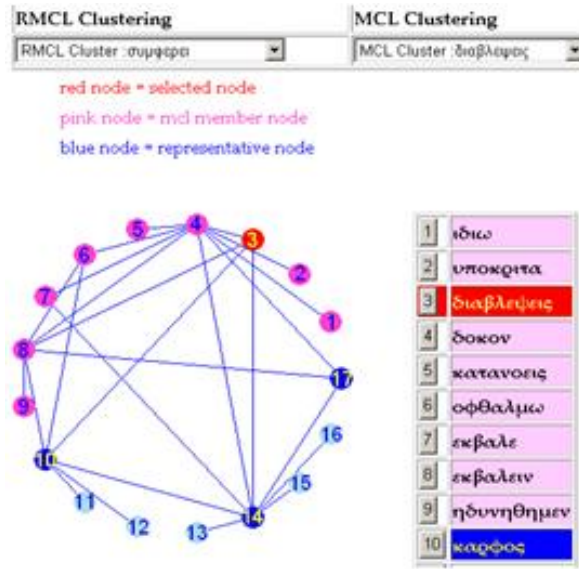 RMCL Clustering MCL Clustering
RMCL Cluster :συμφερει MCL Cluster :διαβλεψεις
red node = selected node
pink node = mcl member node
blue node = representative node
4
5 3
6
2
7
1
8
17
9
16
10
15
11
14
12 13
1 ιδιω
2 υποκριτα
3 διαβλεψεις
4 δοκον
5 κατανοεις
6 οφθαλμω
7 εκβαλε
8 εκβαλειν
9 ηδυνηθημεν
10 καρφος